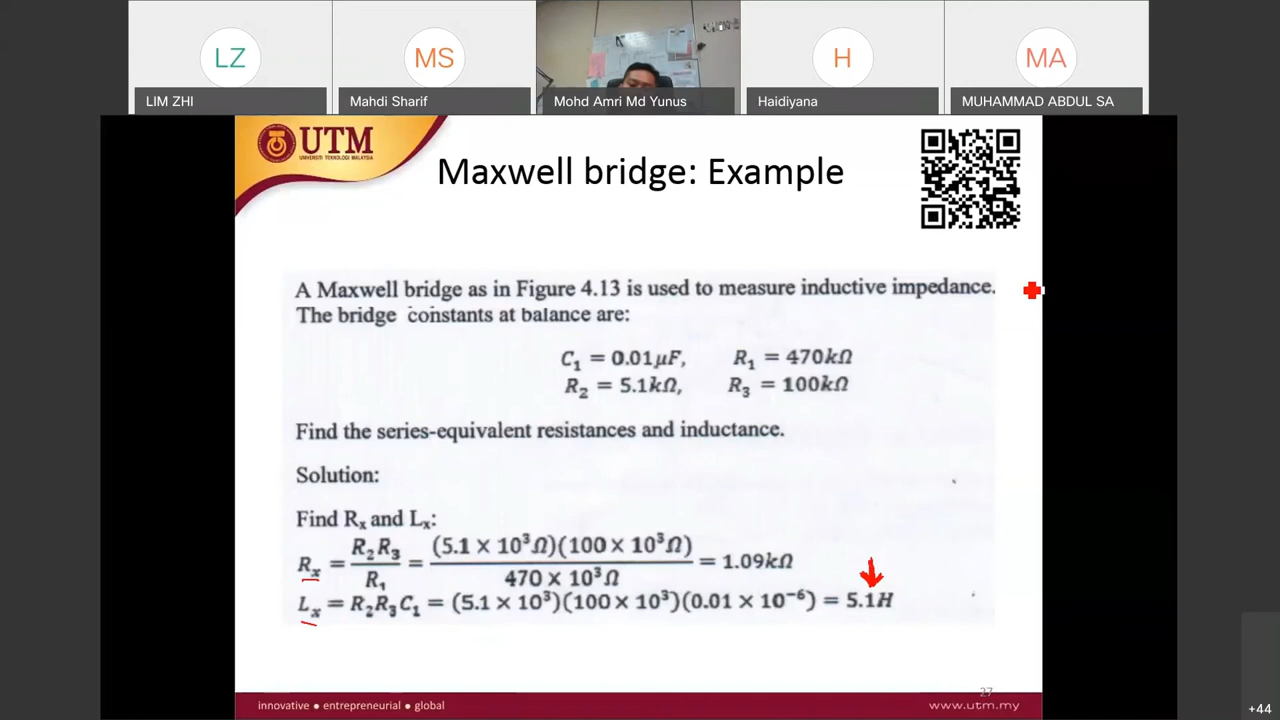 LZ
MS
H
MA
LIM ZHI
Mahdi Sharif
Mohd Amri Md Yunus
Haidiyana
MUHAMMAD ABDUL SA
UTM
UNIVERSITI TEKNOLOGI MALAYSIA
Maxwell bridge: Example
A Maxwell bridge as in Figure 4.13 is used to measure inductive impedance.
The bridge constants at balance are:
C₁ = 0.01μF, R₁ = 470kΩ
R₂ = 5.1kΩ, R₃ = 100kΩ
Find the series-equivalent resistances and inductance.
Solution:
Find Rₓ and Lₓ:
Rₓ = R₂R₃/R₁ = (5.1 × 10³Ω)(100 × 10³Ω)/470 × 10³Ω = 1.09kΩ
Lₓ = R₂R₃C₁ = (5.1 × 10³)(100 × 10³)(0.01 × 10⁻⁶) = 5.1H
27
innovative ● entrepreneurial ● global
www.utm.my
+44